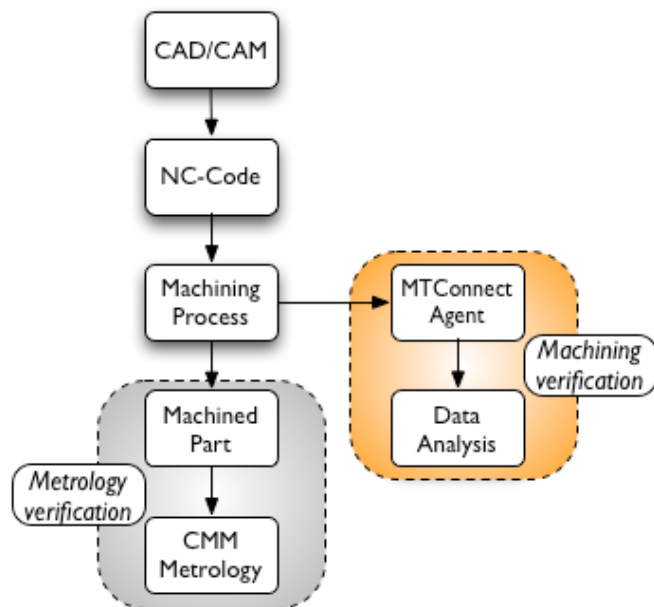 CAD/CAM
NC-Code
Machining
Process
MTConnect
Agent
Machining
verification
Machined
Part
Data
Analysis
Metrology
verification
CMM
Metrology